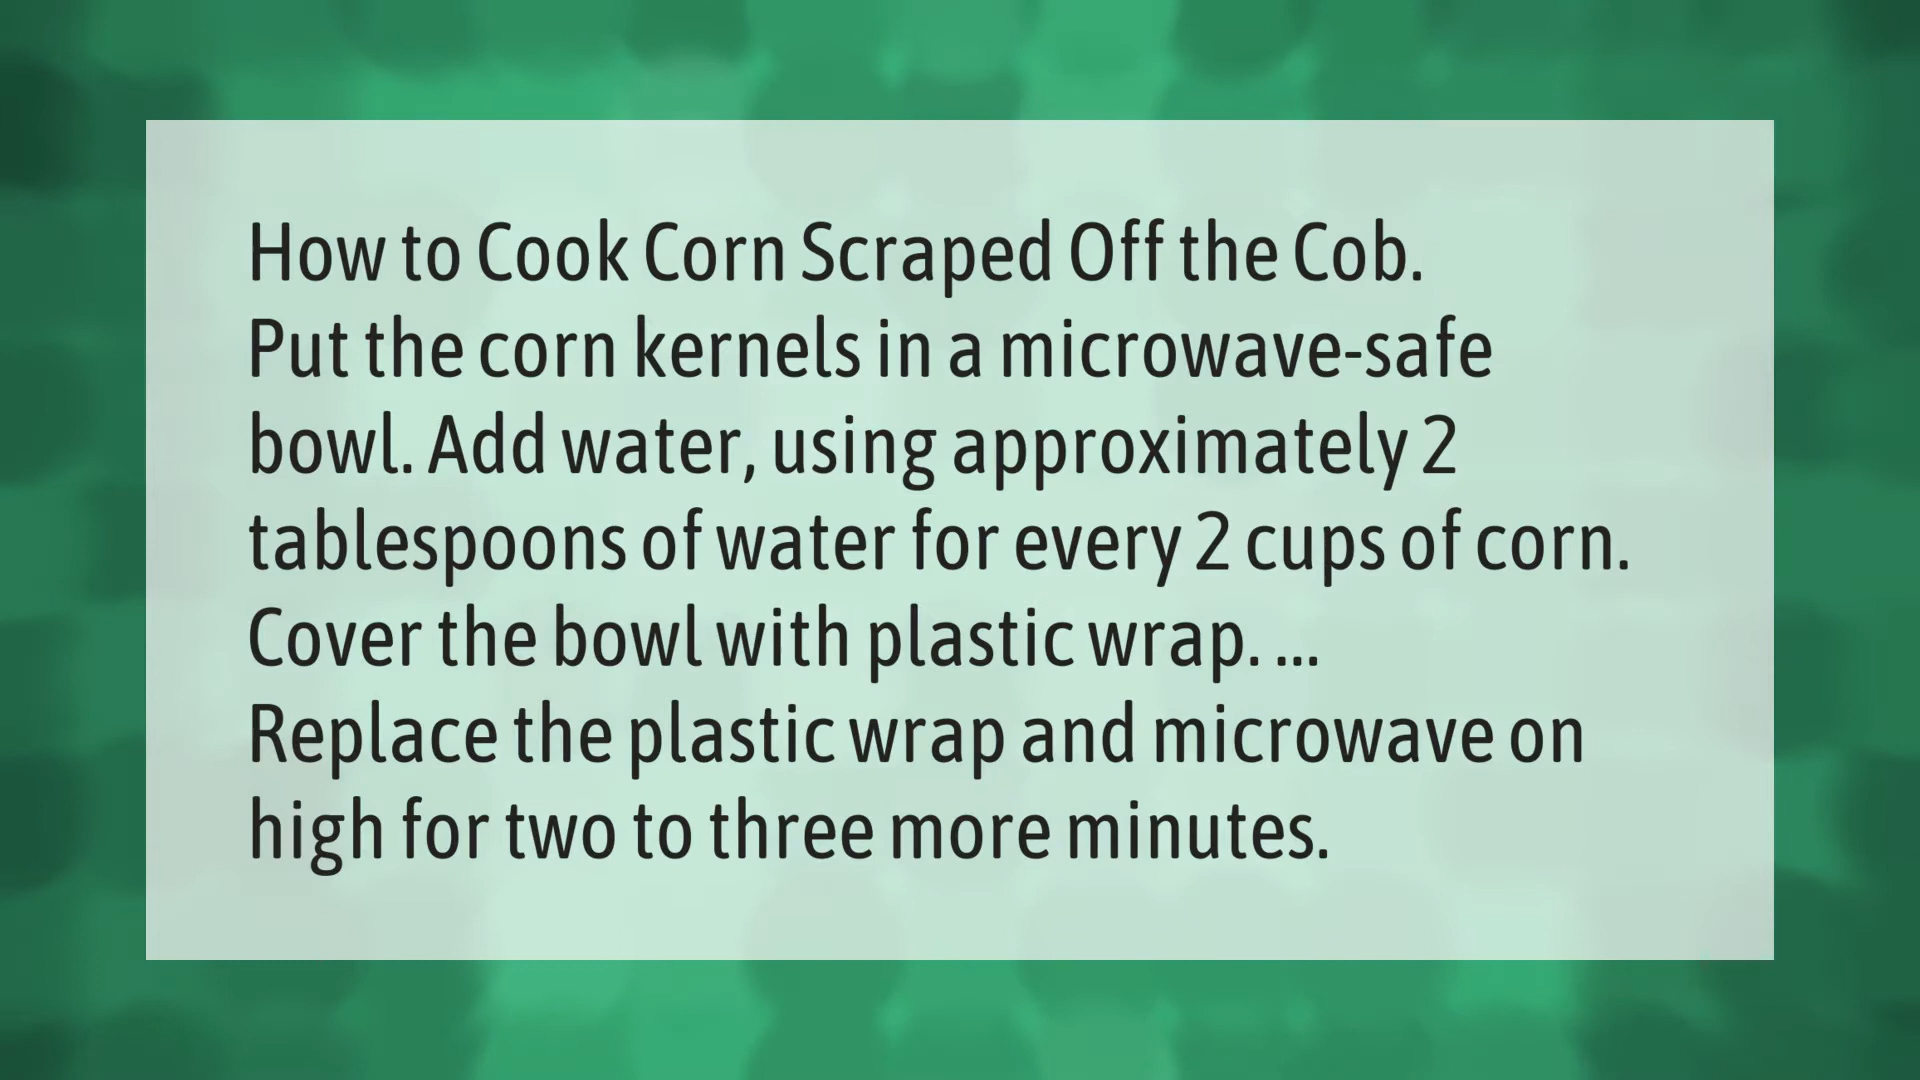 How to Cook Corn Scraped Off the Cob.
Put the corn kernels in a microwave-safe
bowl. Add water, using approximately 2
tablespoons of water for every 2 cups of corn.
Cover the bowl with plastic wrap. ...
Replace the plastic wrap and microwave on
high for two to three more minutes.